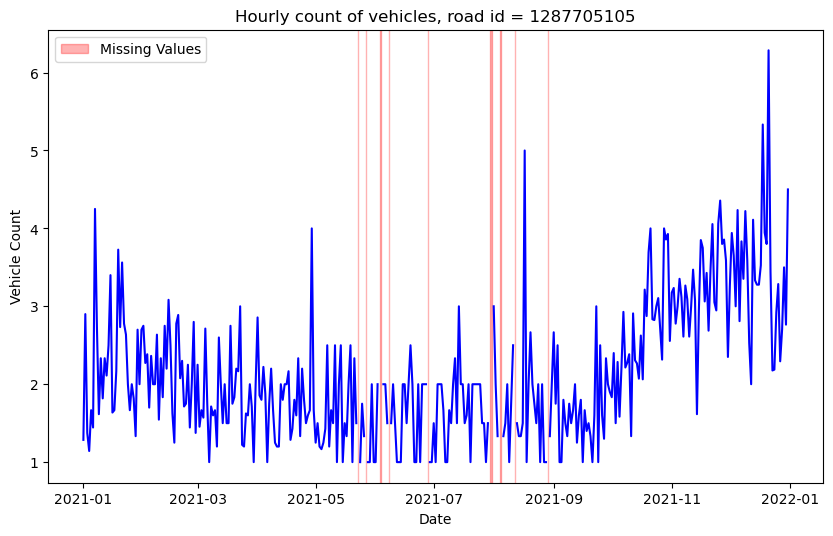 Hourly count of vehicles, road id = 1287705105
Missing Values
6
5
4
3
2
1
Vehicle Count
2021-01 2021-03 2021-05 2021-07 2021-09 2021-11 2022-01
Date